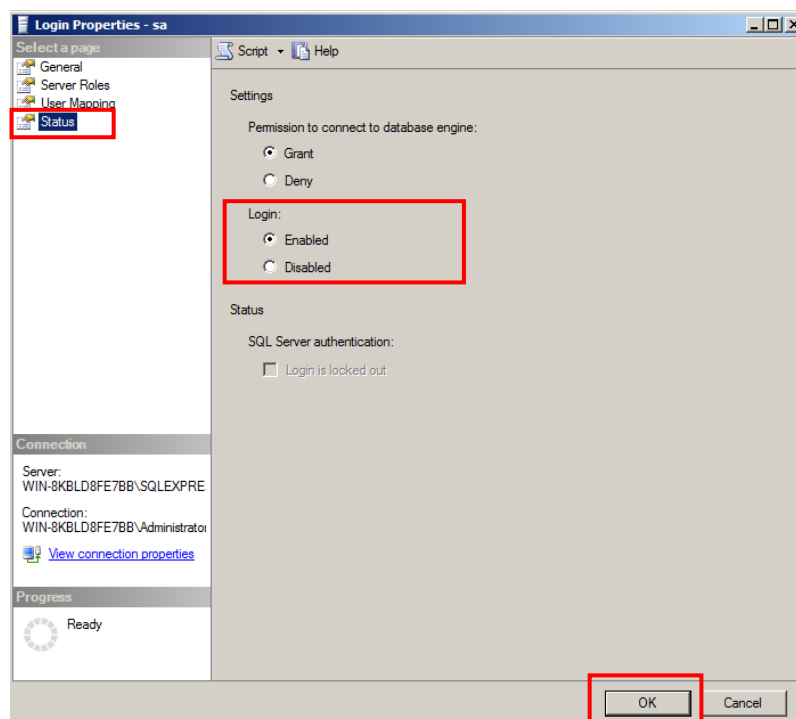 Login Properties - sa
Select a page
General
Server Roles
User Mapping
Status
Script
Help
Settings
Permission to connect to database engine:
Grant
Deny
Login:
Enabled
Disabled
Status
SQL Server authentication:
Login is locked out
Connection
Server:
WIN-8KBLD8FE7BB\SQLEXPRE
Connection:
WIN-8KBLD8FE7BB\Administrator
View connection properties
Progress
Ready
OK
Cancel